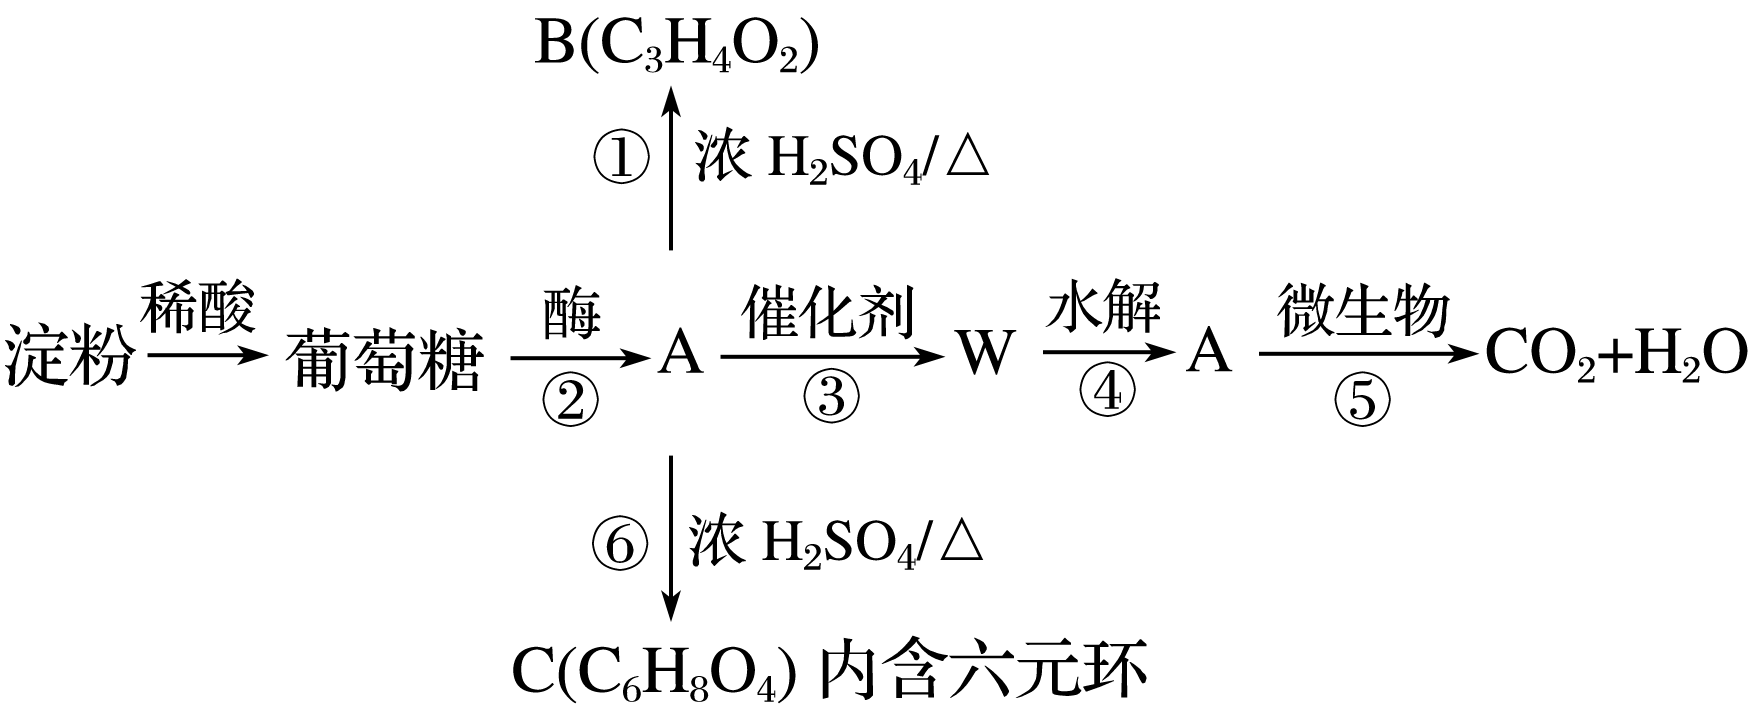 B(C₃H₄O₂)
① 浓 H₂SO₄/△
淀粉 稀酸 葡萄糖 酶 ② A 催化剂 ③ W 水解 ④ A 微生物 ⑤ CO₂+H₂O
⑥ 浓 H₂SO₄/△
C(C₆H₈O₄) 内含六元环